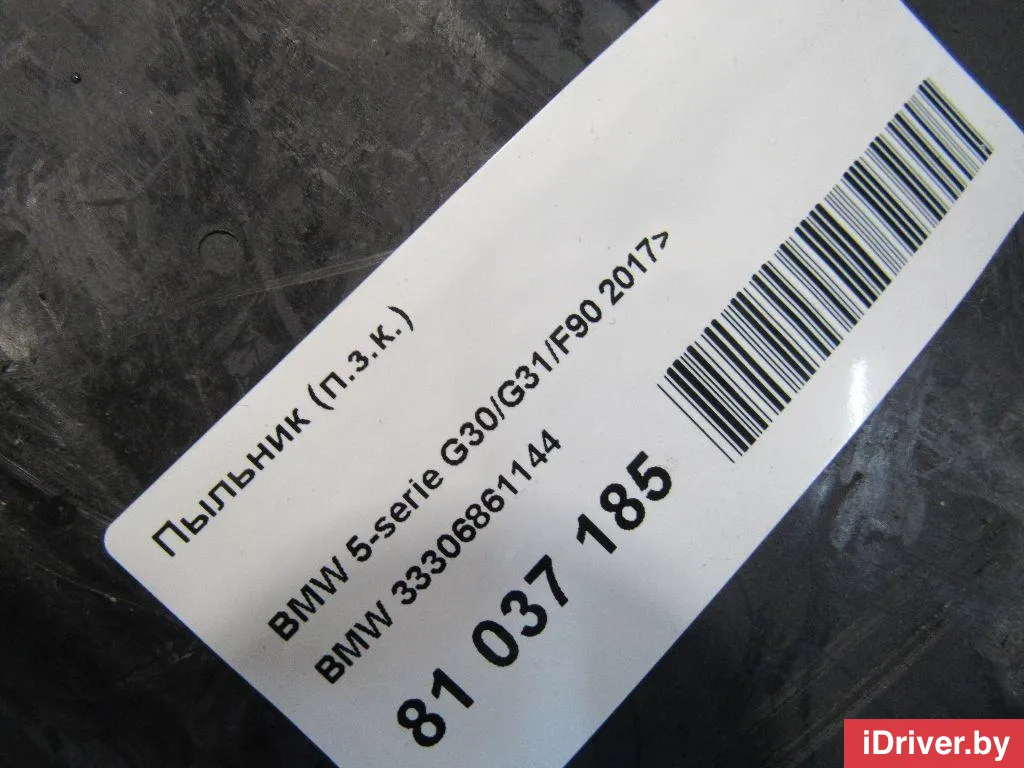 Пыльник (п.з.к.)
BMW 5-serie G30/G31/F90 2017>
BMW 33306861144
81 037 185
iDriver.by